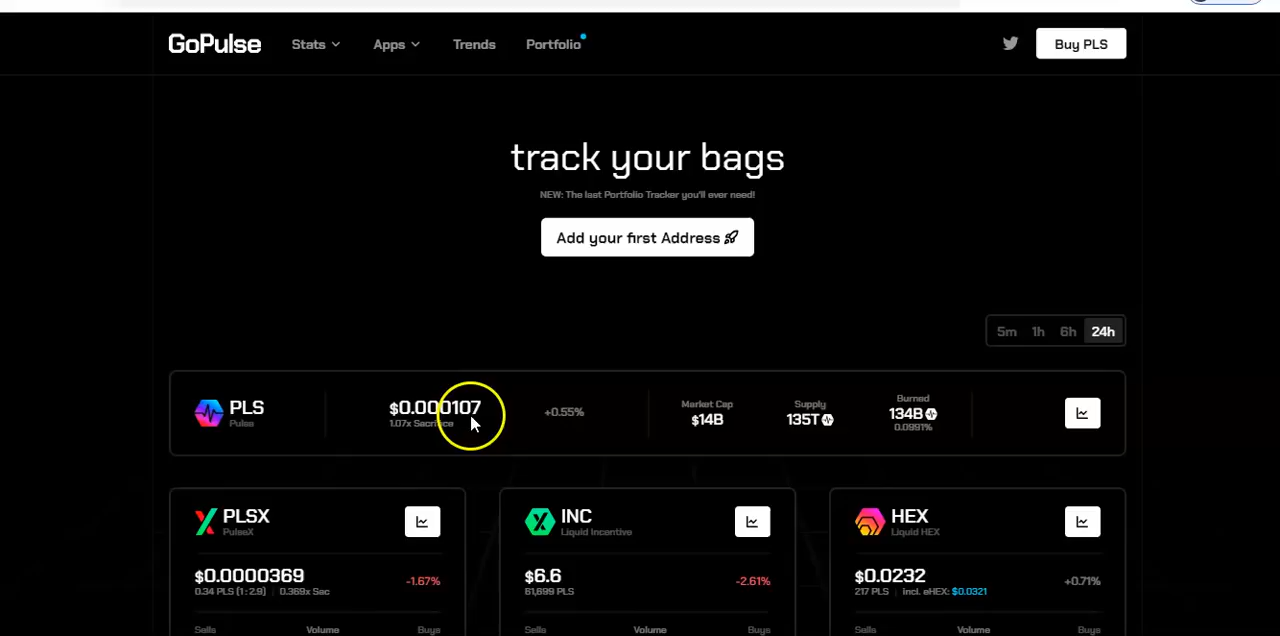 GoPulse Stats Apps Trends Portfolio Buy PLS
track your bags
NEW: The last Portfolio Tracker you'll ever need!
Add your first Address
5m 1h 6h 24h
PLS
Pulse
$0.000107
1.07x Sacrifice
+0.55%
Market Cap
$14B
Supply
135T
Burned
134B
0.0991%
PLSX
PulseX
$0.0000369
-1.67%
0.34 PLS (1 : 2.9) 0.369x Sac
Sells Volume Buys
INC
Liquid Incentive
$6.6
-2.61%
61,699 PLS
Sells Volume Buys
HEX
Liquid HEX
$0.0232
+0.71%
217 PLS incl. eHEX: $0.0321
Sells Volume Buys